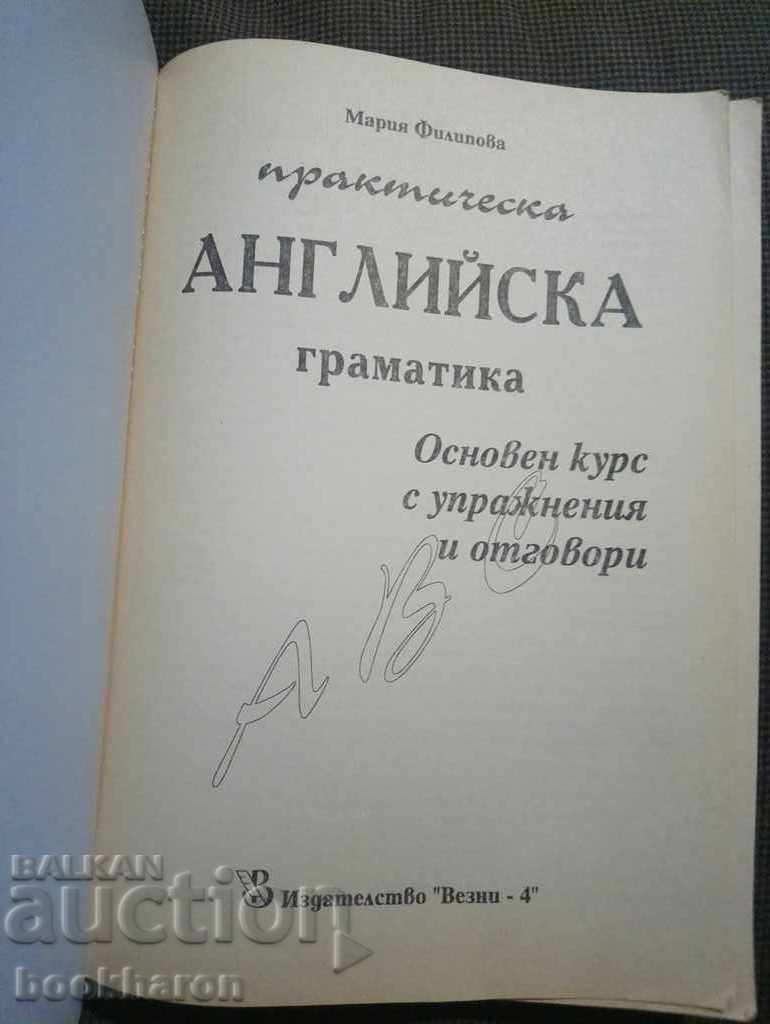 Мария Филипова
практическа
АНГЛИЙСКА
граматика
Основен курс
с упражнения
и отговори
A B C
Издателство "Везни - 4"
BALKAN
auction
bookharon